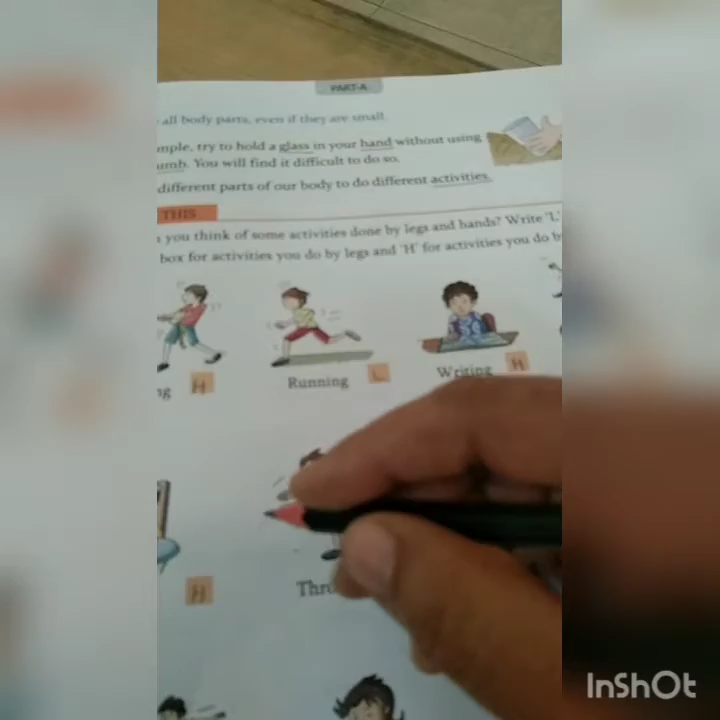 PART-A
all body parts, even if they are small.
mple, try to hold a glass in your hand without using
umb. You will find it difficult to do so.
different parts of our body to do different activities.
THIS
you think of some activities done by legs and hands? Write 'L'
box for activities you do by legs and 'H' for activities you do b
ng H Running L Writing H
H Thro
InShOt